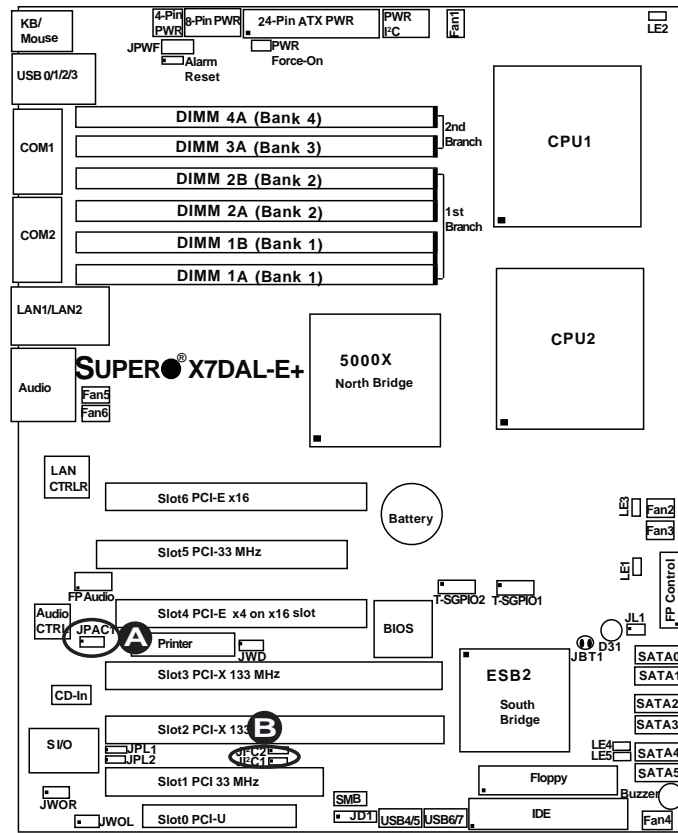 KB/
Mouse
4-Pin
PWR
8-Pin PWR
24-Pin ATX PWR
PWR
I²C
Fan1
LE2
JPWF
Alarm
Reset
PWR
Force-On
USB 0/1/2/3
DIMM 4A (Bank 4)
DIMM 3A (Bank 3)
2nd
Branch
DIMM 2B (Bank 2)
DIMM 2A (Bank 2)
DIMM 1B (Bank 1)
DIMM 1A (Bank 1)
1st
Branch
COM1
COM2
CPU1
CPU2
LAN1/LAN2
SUPER® X7DAL-E+
5000X
North Bridge
Audio
Fan5
Fan6
LAN
CTRLR
Slot6 PCI-E x16
Battery
LE3
Fan2
Fan3
Slot5 PCI-33 MHz
LE1
FP Control
FP Audio
T-SGPIO2
T-SGPIO1
Audio
CTRL
JPAC1
A
Slot4 PCI-E x4 on x16 slot
Printer
JWD
BIOS
JL1
D31
JBT1
Slot3 PCI-X 133 MHz
ESB2
South
Bridge
SATA0
SATA1
SATA2
SATA3
CD-In
Slot2 PCI-X 133
B
SI/O
JPL1
JPL2
JI²C2
JI²C1
LE4
LE5
SATA4
SATA5
Slot1 PCI 33 MHz
Floppy
Buzzer
JWOR
SMB
JWOL
Slot0 PCI-U
JD1
USB4/5
USB6/7
IDE
Fan4